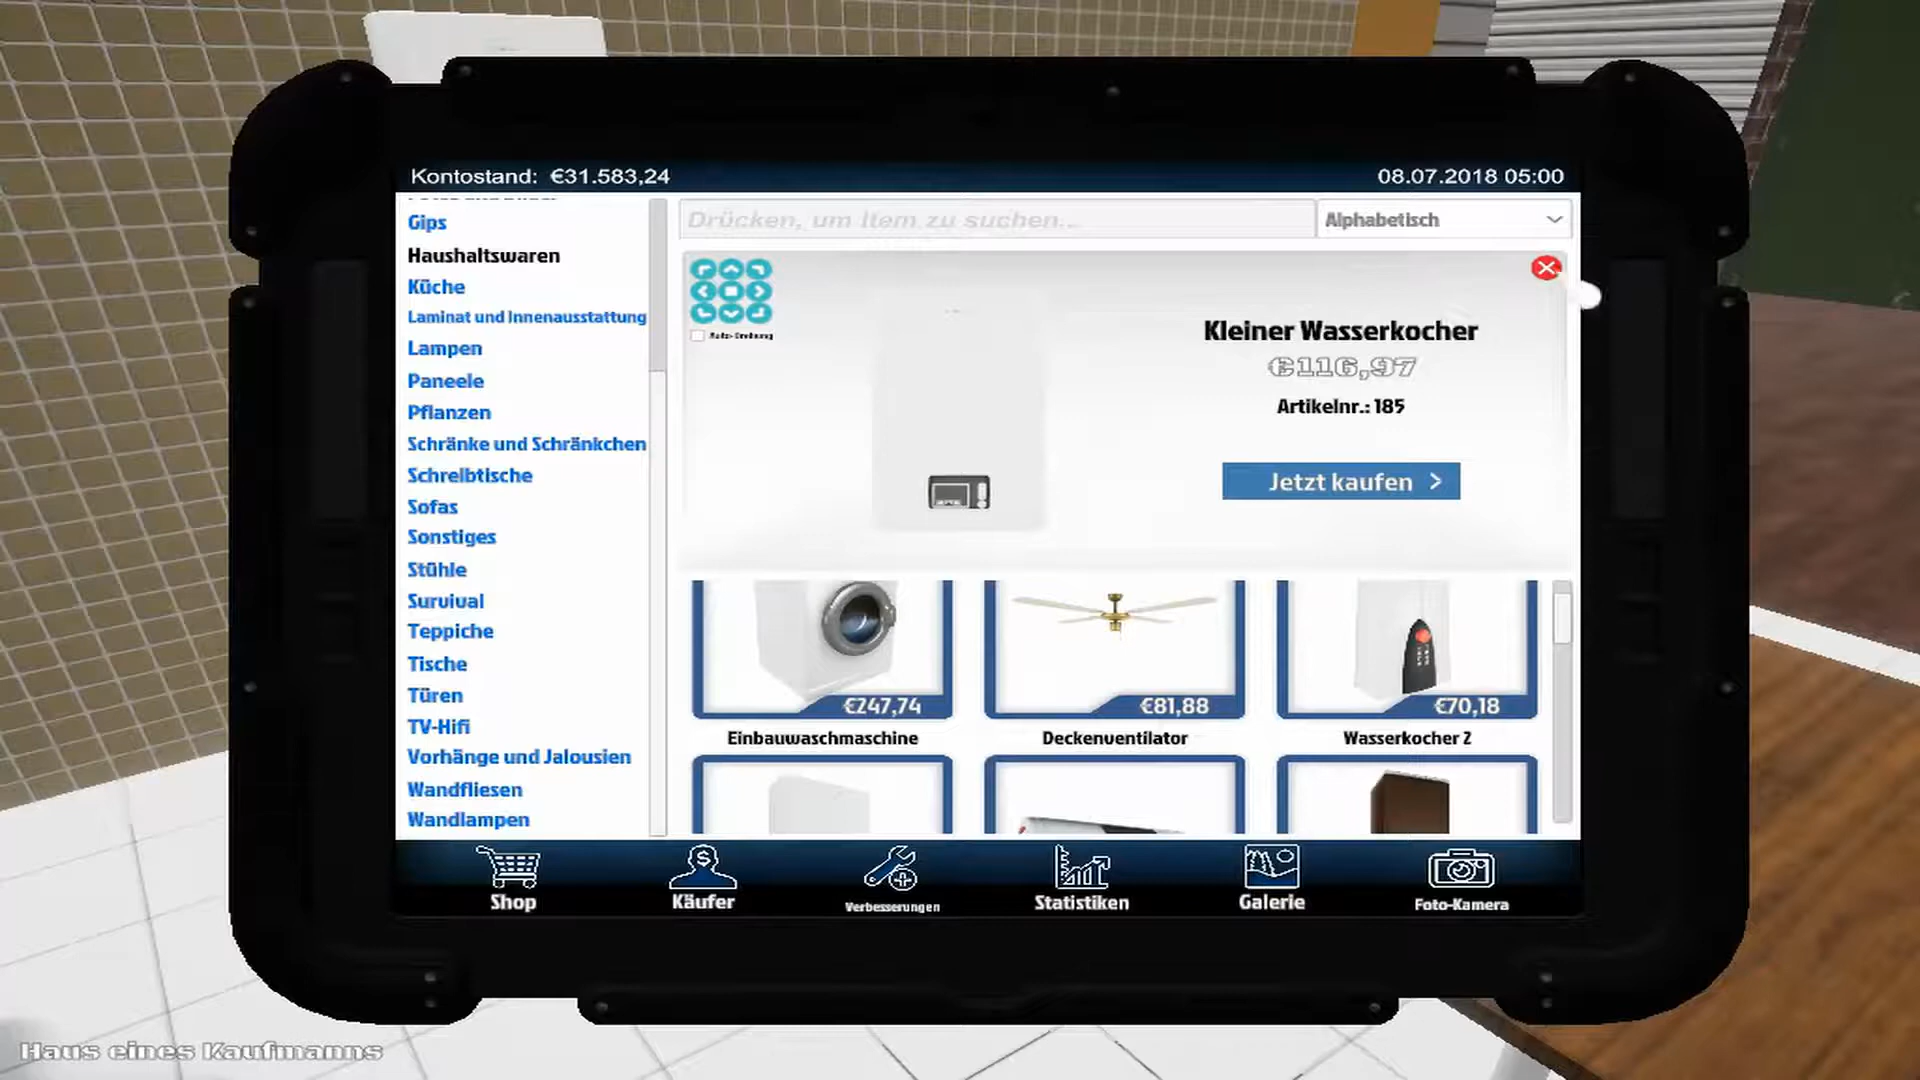 Kontostand: €31.583,24
08.07.2018 05:00
Gips
Haushaltswaren
Küche
Laminat und Innenausstattung
Lampen
Paneele
Pflanzen
Schränke und Schränkchen
Schreibtische
Sofas
Sonstiges
Stühle
Survival
Teppiche
Tische
Türen
TV-Hifi
Vorhänge und Jalousien
Wandfliesen
Wandlampen
Drücken, um Item zu suchen...
Alphabetisch
Auto-Drehung
Kleiner Wasserkocher
€116,97
Artikelnr.: 185
Jetzt kaufen
€247,74
€81,88
€70,18
Einbauwaschmaschine
Deckenventilator
Wasserkocher 2
Shop
Käufer
Verbesserungen
Statistiken
Galerie
Foto-Kamera
Haus eines Kaufmanns